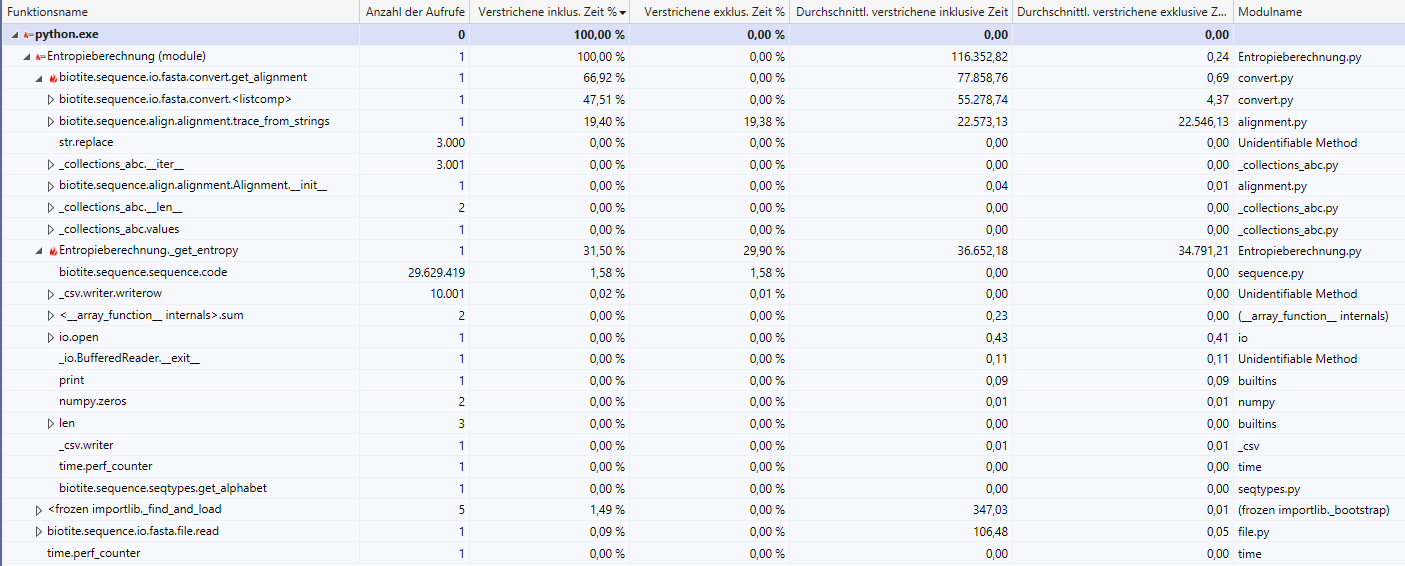 Funktionsname Anzahl der Aufrufe Verstrichene inklus. Zeit % Verstrichene exklus. Zeit % Durchschnittl. verstrichene inklusive Zeit Durchschnittl. verstrichene exklusive Z... Modulname
python.exe 0 100,00 % 0,00 % 0,00 0,00
Entropieberechnung (module) 1 100,00 % 0,00 % 116.352,82 0,24 Entropieberechnung.py
biotite.sequence.io.fasta.convert.get_alignment 1 66,92 % 0,00 % 77.858,76 0,69 convert.py
biotite.sequence.io.fasta.convert.<listcomp> 1 47,51 % 0,00 % 55.278,74 4,37 convert.py
biotite.sequence.align.alignment.trace_from_strings 1 19,40 % 19,38 % 22.573,13 22.546,13 alignment.py
str.replace 3.000 0,00 % 0,00 % 0,00 0,00 Unidentifiable Method
_collections_abc.__iter__ 3.001 0,00 % 0,00 % 0,00 0,00 _collections_abc.py
biotite.sequence.align.alignment.Alignment.__init__ 1 0,00 % 0,00 % 0,04 0,01 alignment.py
_collections_abc.__len__ 2 0,00 % 0,00 % 0,00 0,00 _collections_abc.py
_collections_abc.values 1 0,00 % 0,00 % 0,00 0,00 _collections_abc.py
Entropieberechnung._get_entropy 1 31,50 % 29,90 % 36.652,18 34.791,21 Entropieberechnung.py
biotite.sequence.sequence.code 29.629.419 1,58 % 1,58 % 0,00 0,00 sequence.py
_csv.writer.writerow 10.001 0,02 % 0,01 % 0,00 0,00 Unidentifiable Method
<__array_function__ internals>.sum 2 0,00 % 0,00 % 0,23 0,00 (__array_function__ internals)
io.open 1 0,00 % 0,00 % 0,43 0,41 io
_io.BufferedReader.__exit__ 1 0,00 % 0,00 % 0,11 0,11 Unidentifiable Method
print 1 0,00 % 0,00 % 0,09 0,09 builtins
numpy.zeros 2 0,00 % 0,00 % 0,01 0,01 numpy
len 3 0,00 % 0,00 % 0,00 0,00 builtins
_csv.writer 1 0,00 % 0,00 % 0,01 0,01 _csv
time.perf_counter 1 0,00 % 0,00 % 0,00 0,00 time
biotite.sequence.seqtypes.get_alphabet 1 0,00 % 0,00 % 0,00 0,00 seqtypes.py
<frozen importlib._find_and_load 5 1,49 % 0,00 % 347,03 0,01 (frozen importlib._bootstrap)
biotite.sequence.io.fasta.file.read 1 0,09 % 0,00 % 106,48 0,05 file.py
time.perf_counter 1 0,00 % 0,00 % 0,00 0,00 time